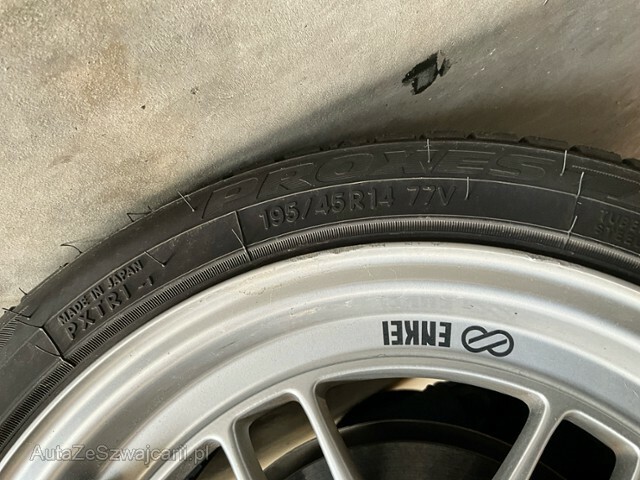 PROXES
195/45R14 77V
MADE IN JAPAN
PXTR1
ENKEI
AutaZeSzwajcarii.pl